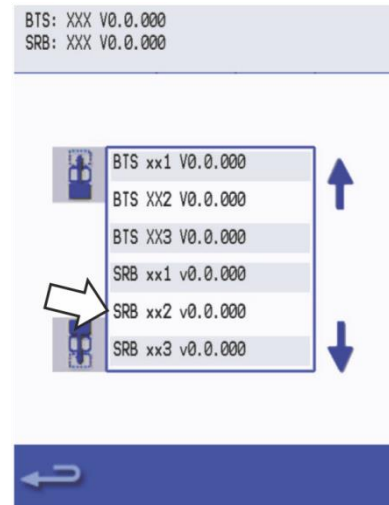 BTS: XXX V0.0.000
SRB: XXX V0.0.000
BTS xx1 V0.0.000
BTS XX2 V0.0.000
BTS XX3 V0.0.000
SRB xx1 v0.0.000
SRB xx2 v0.0.000
SRB xx3 v0.0.000